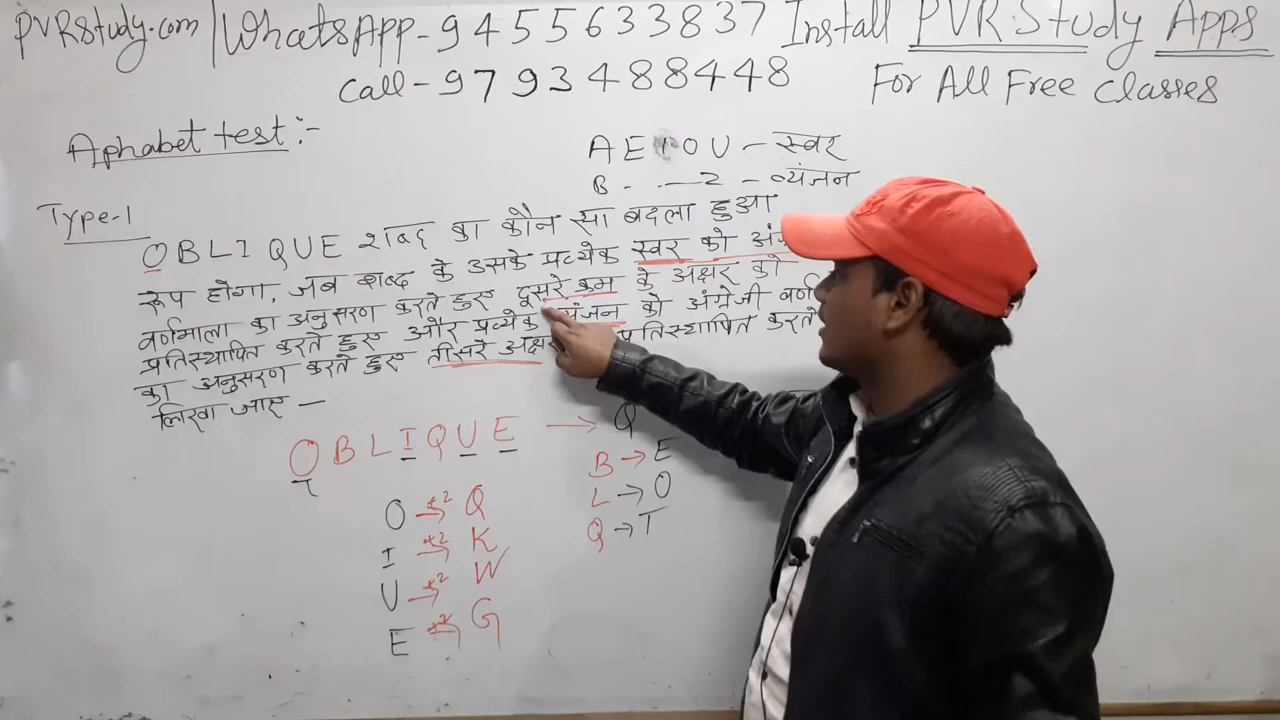 PVRStudy.com | WhatsApp - 9455633837 Install PVR Study Apps
Call - 9793488448 For All Free Classes
Aphabet test :-
A E I O U - स्वर
B - - — Z - व्यंजन
Type-1
OBLIQUE शब्द का कौन सा बदला हुआ
रूप होगा, जब शब्द के उसके प्रत्येक स्वर को
वर्णमाला का अनुसरण करते हुए दूसरे क्रम के अक्षर को
प्रतिस्थापित करते हुए और प्रत्येक व्यंजन को अंग्रेजी
का अनुसरण करते हुए तीसरे अक्षर प्रतिस्थापित करते
लिखा जाए —
OBLIQUE → Q
O +2→ Q
I +2→ K
U +2→ W
E +2→ G
B → E
L → O
Q → T